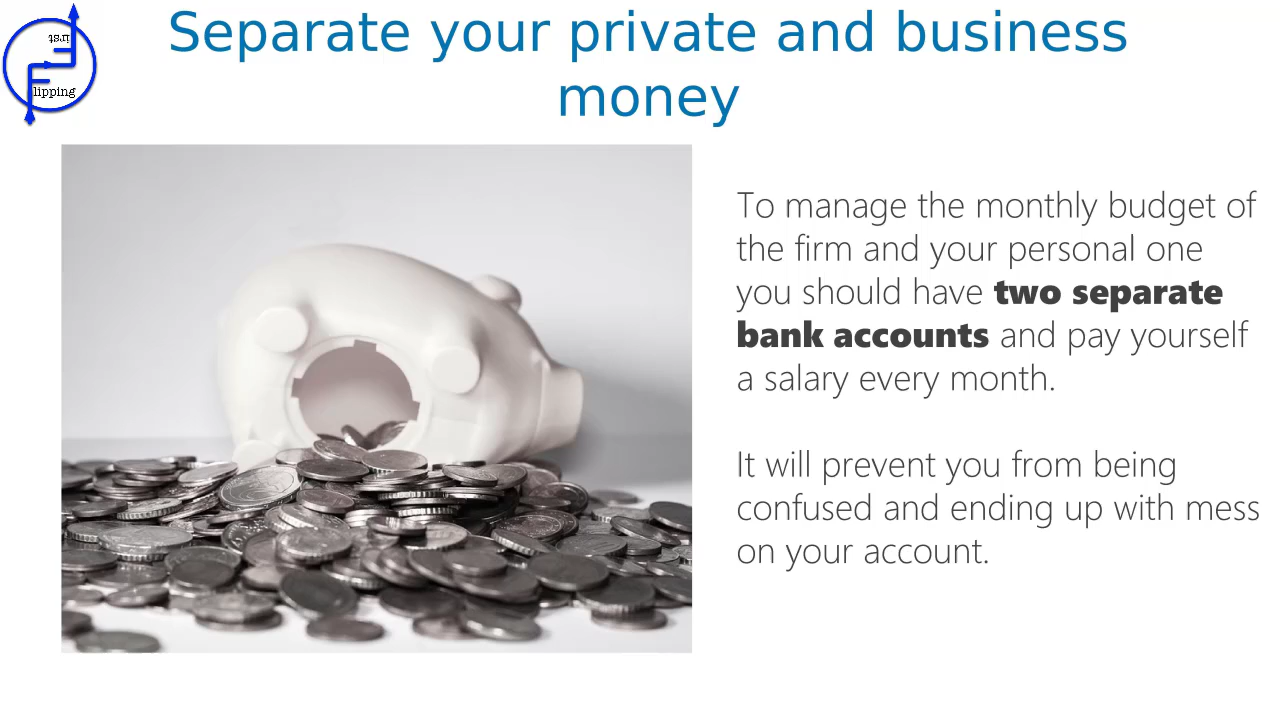 Separate your private and business
money
irst
lipping
To manage the monthly budget of
the firm and your personal one
you should have two separate
bank accounts and pay yourself
a salary every month.
It will prevent you from being
confused and ending up with mess
on your account.